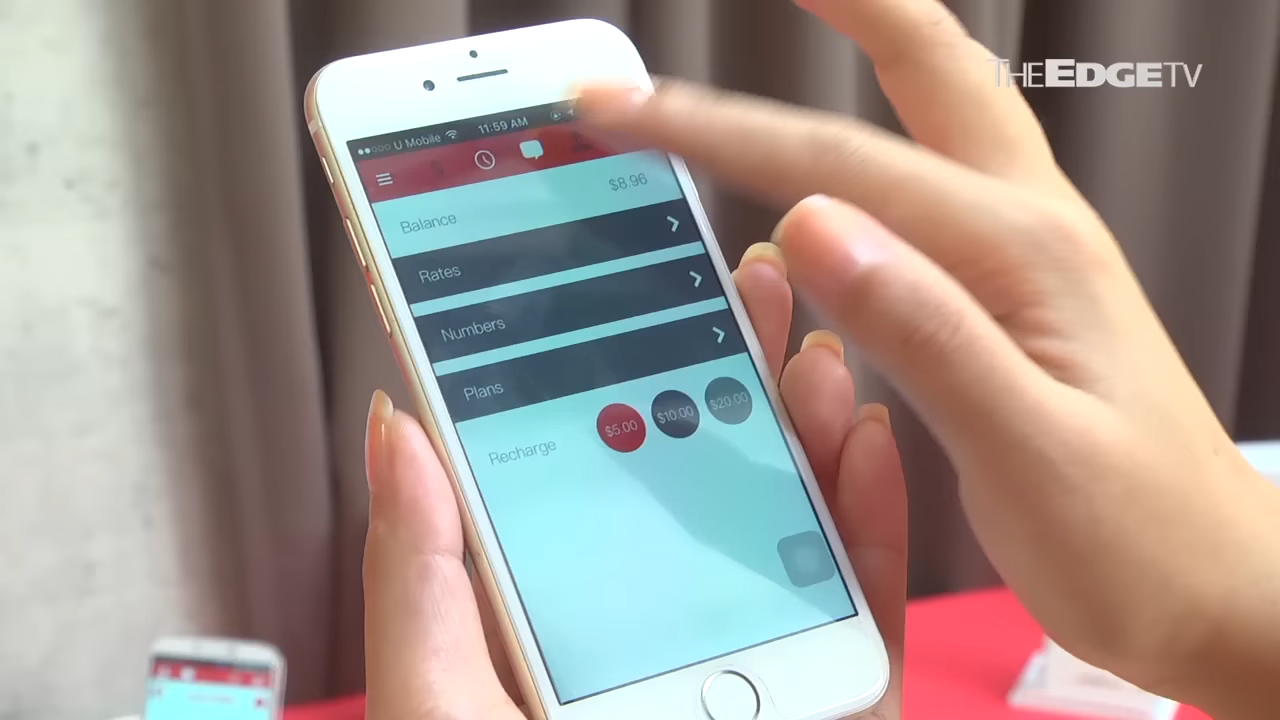 THEEDGETV
U Mobile 11:59 AM
Balance $8.96
Rates
Numbers
Plans
Recharge $5.00 $10.00 $20.00